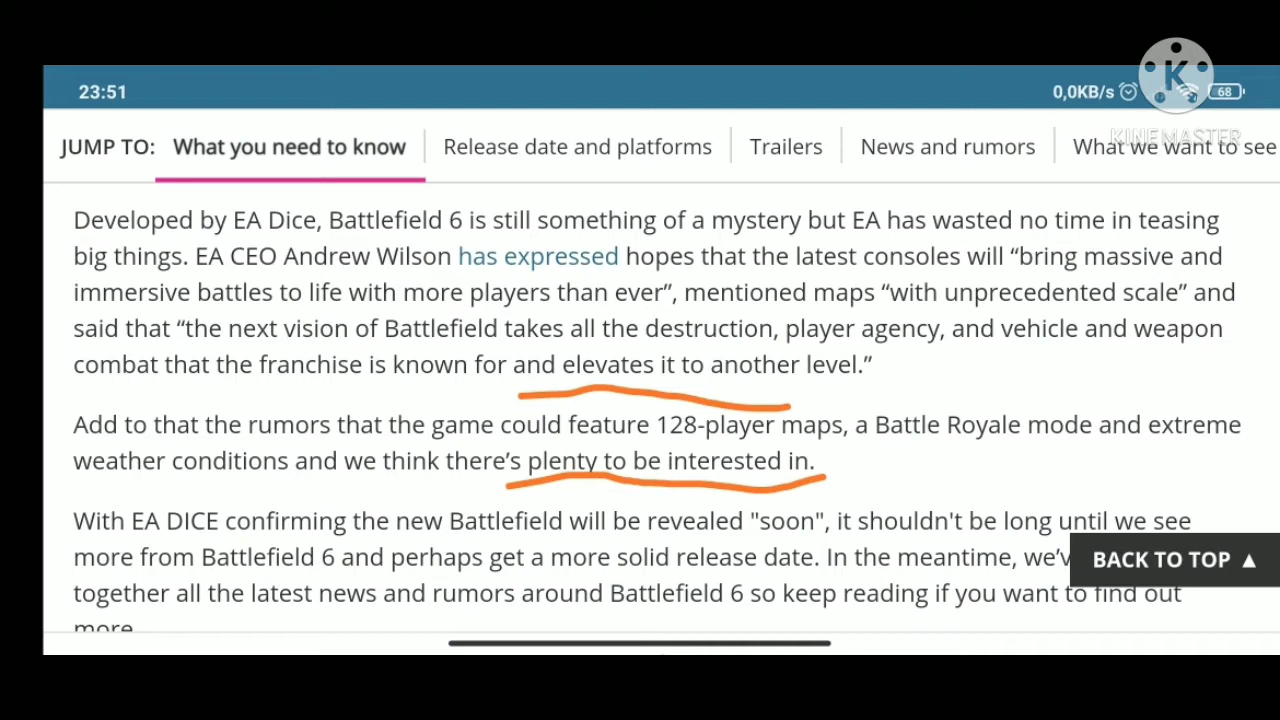 23:51 0,0KB/s 68
K
KINEMASTER
JUMP TO: What you need to know Release date and platforms Trailers News and rumors What we want to see
Developed by EA Dice, Battlefield 6 is still something of a mystery but EA has wasted no time in teasing
big things. EA CEO Andrew Wilson has expressed hopes that the latest consoles will “bring massive and
immersive battles to life with more players than ever”, mentioned maps “with unprecedented scale” and
said that “the next vision of Battlefield takes all the destruction, player agency, and vehicle and weapon
combat that the franchise is known for and elevates it to another level.”
Add to that the rumors that the game could feature 128-player maps, a Battle Royale mode and extreme
weather conditions and we think there’s plenty to be interested in.
With EA DICE confirming the new Battlefield will be revealed "soon", it shouldn't be long until we see
more from Battlefield 6 and perhaps get a more solid release date. In the meantime, we’v
BACK TO TOP ▲
together all the latest news and rumors around Battlefield 6 so keep reading if you want to find out
more